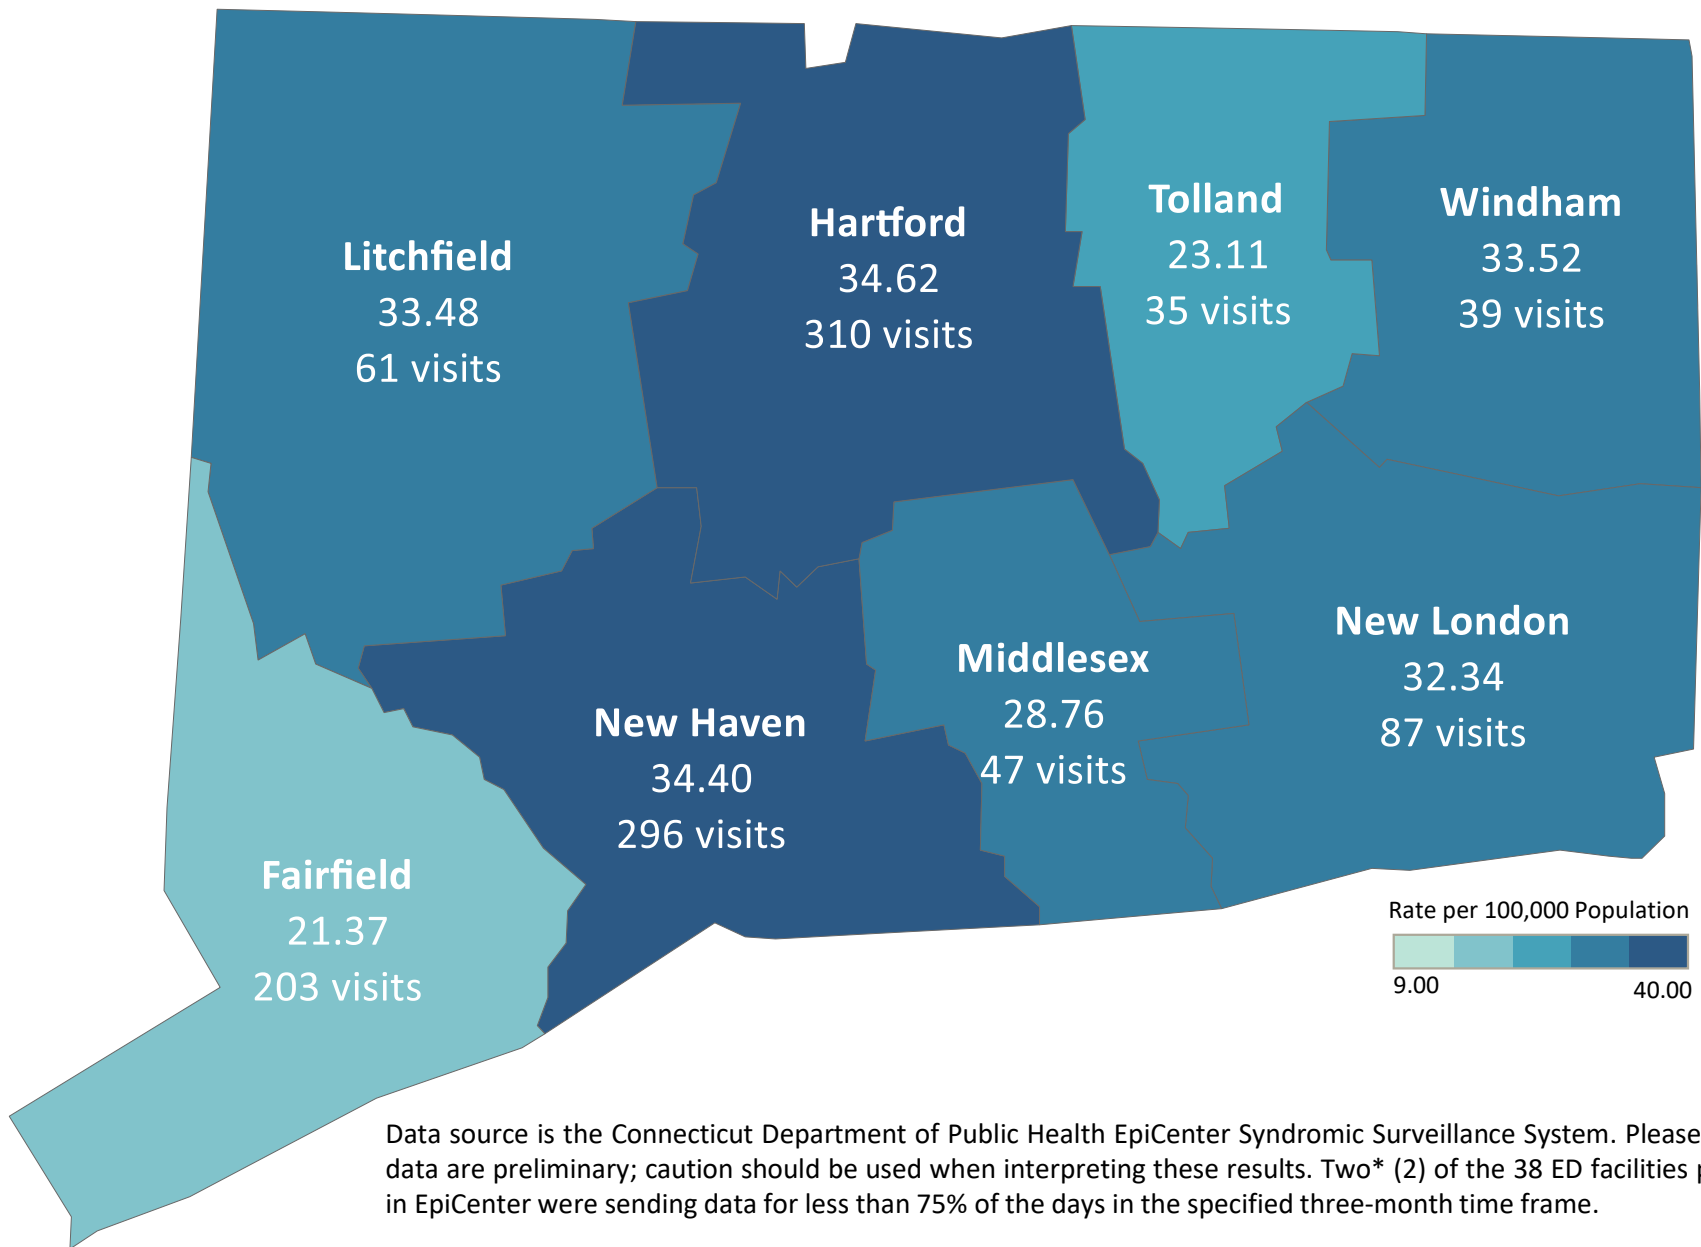 Litchfield
33.48
61 visits
Hartford
34.62
310 visits
Tolland
23.11
35 visits
Windham
33.52
39 visits
New Haven
34.40
296 visits
Middlesex
28.76
47 visits
New London
32.34
87 visits
Fairfield
21.37
203 visits
Rate per 100,000 Population
9.00
40.00
Data source is the Connecticut Department of Public Health EpiCenter Syndromic Surveillance System. Please
data are preliminary; caution should be used when interpreting these results. Two* (2) of the 38 ED facilities
in EpiCenter were sending data for less than 75% of the days in the specified three-month time frame.